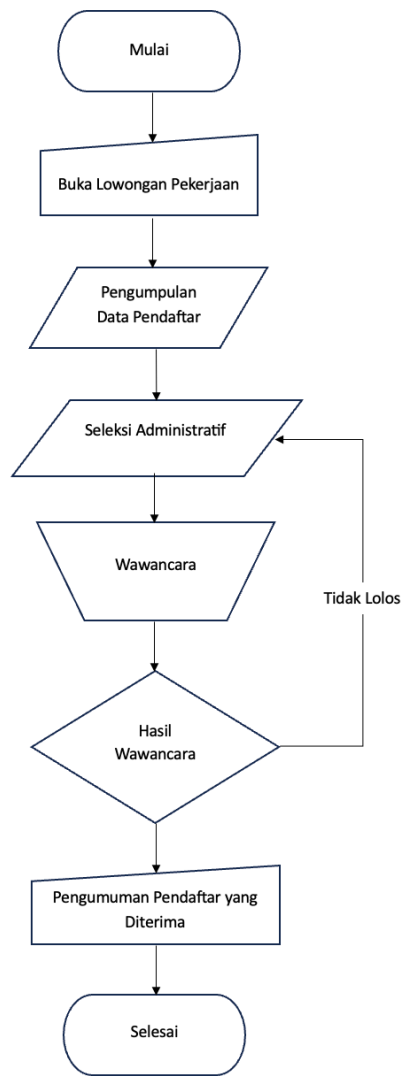 Mulai
Buka Lowongan Pekerjaan
Pengumpulan
Data Pendaftar
Seleksi Administratif
Wawancara
Tidak Lolos
Hasil
Wawancara
Pengumuman Pendaftar yang
Diterima
Selesai